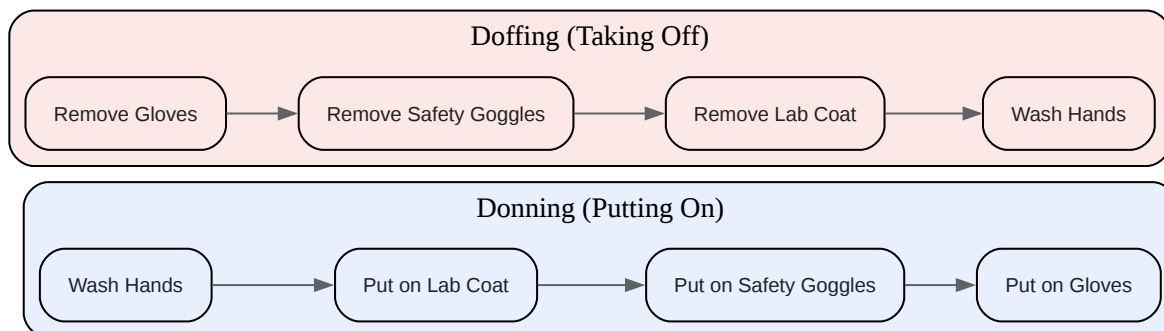 Doffing (Taking Off)
Remove Gloves
Remove Safety Goggles
Remove Lab Coat
Wash Hands
Donning (Putting On)
Wash Hands
Put on Lab Coat
Put on Safety Goggles
Put on Gloves